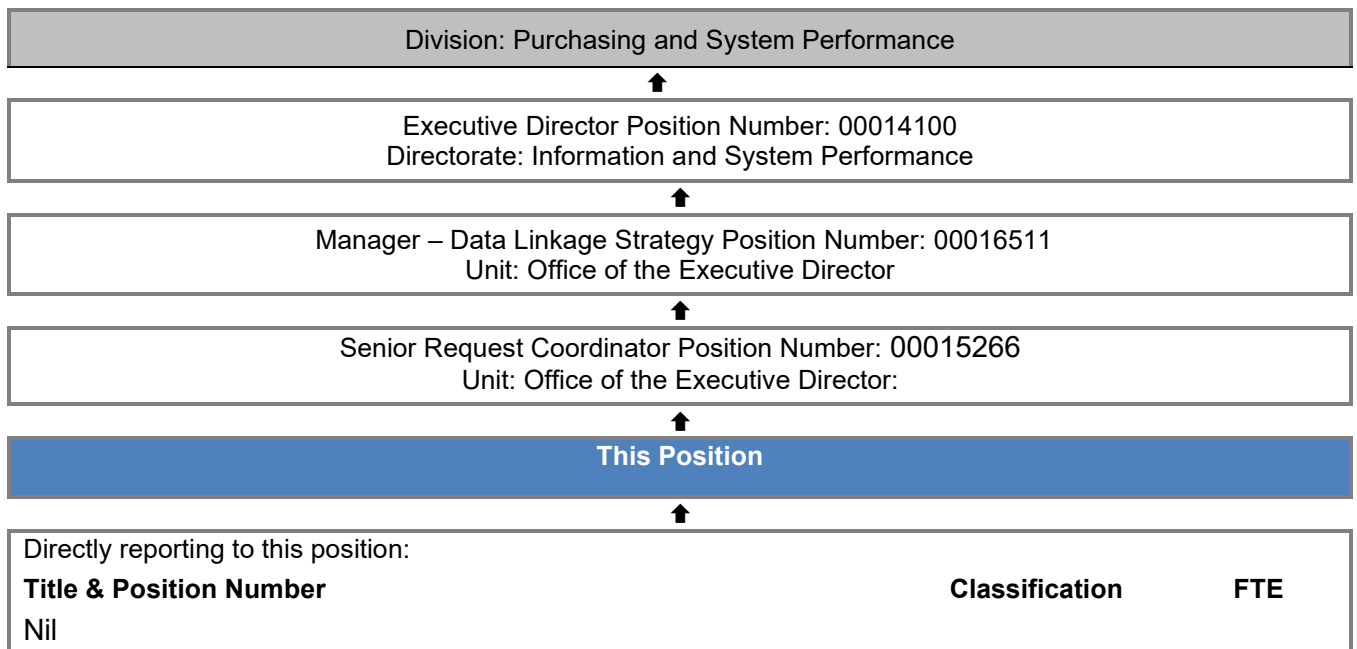 Division: Purchasing and System Performance
Executive Director Position Number: 00014100
Directorate: Information and System Performance
Manager – Data Linkage Strategy Position Number: 00016511
Unit: Office of the Executive Director
Senior Request Coordinator Position Number: 00015266
Unit: Office of the Executive Director:
This Position
Directly reporting to this position:
Title & Position Number Classification FTE
Nil